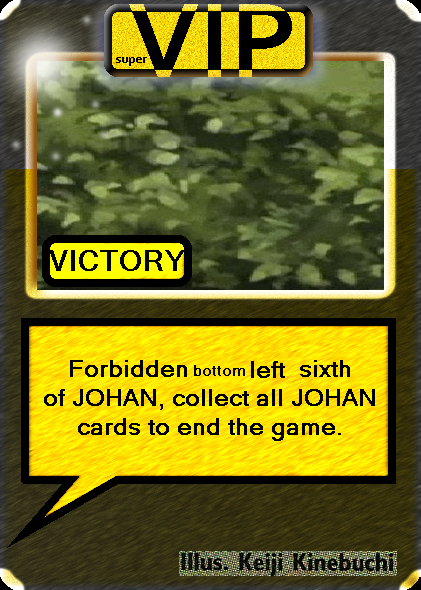 super VIP
VICTORY
Forbidden bottom left sixth
of JOHAN, collect all JOHAN
cards to end the game.
Illus. Keiji Kinebuchi